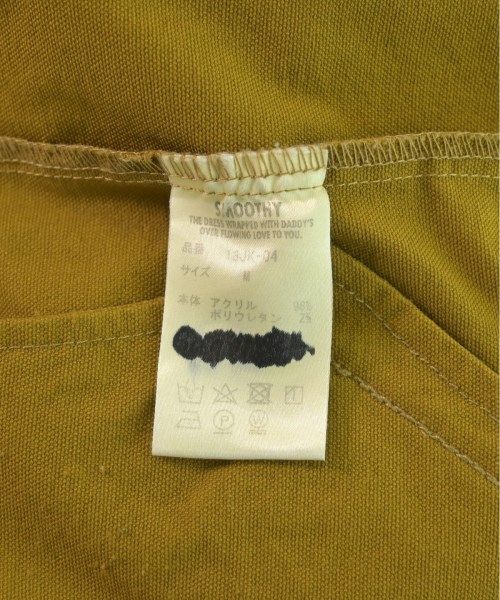 SMOOTHY
THE DRESS WRAPPED WITH DADDY'S
OVER FLOWING LOVE TO YOU.
品番 13JK-04
サイズ M
本体 アクリル 98%
ポリウレタン 2%
P W